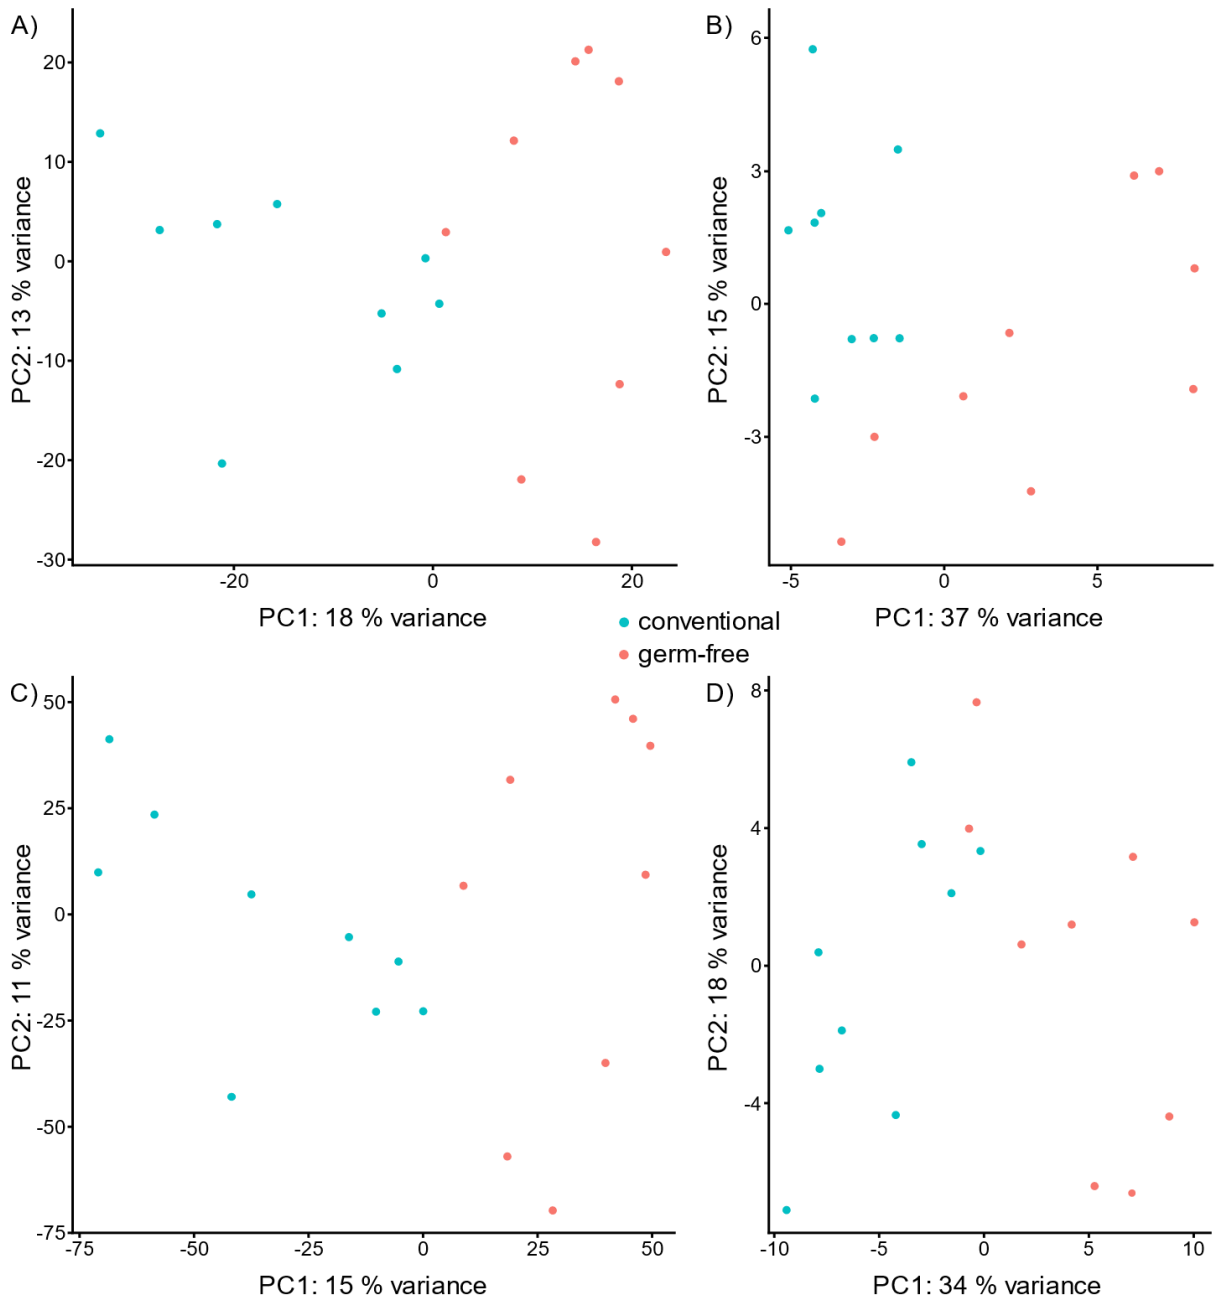 A)
20
10
0
-10
-20
-30
PC2: 13 % variance
-20
0
20
PC1: 18 % variance
B)
6
3
0
-3
PC2: 15 % variance
-5
0
5
PC1: 37 % variance
conventional
germ-free
C)
50
25
0
-25
-50
-75
PC2: 11 % variance
-75
-50
-25
0
25
50
PC1: 15 % variance
D)
8
4
0
-4
PC2: 18 % variance
-10
-5
0
5
10
PC1: 34 % variance